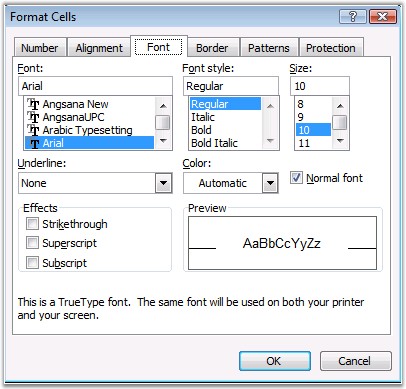 Format Cells
Number Alignment Font Border Patterns Protection
Font: Font style: Size:
Arial Regular 10
Angsana New Regular 8
AngsanaUPC Italic 9
Arabic Typesetting Bold 10
Arial Bold Italic 11
Underline: Color:
None Automatic Normal font
Effects Preview
Strikethrough
Superscript AaBbCcYyZz
Subscript
This is a TrueType font. The same font will be used on both your printer
and your screen.
OK Cancel